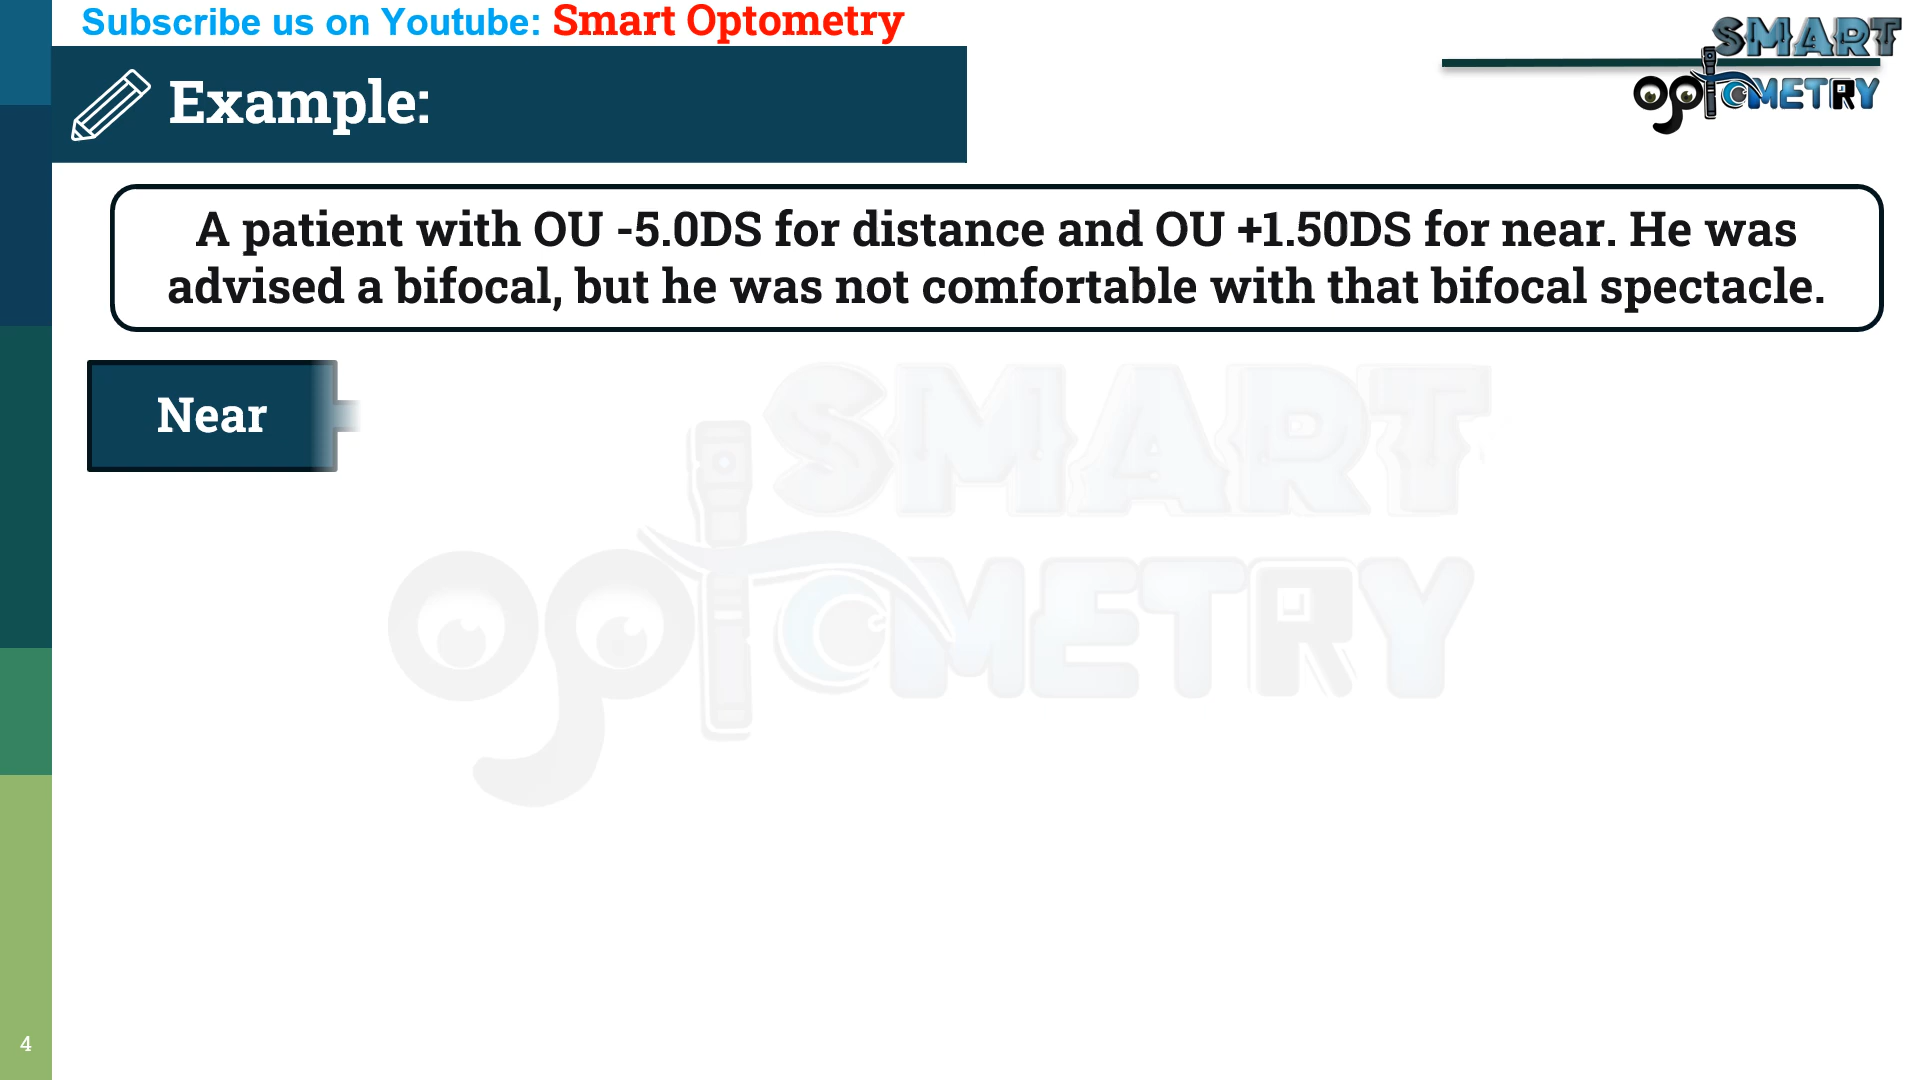 Subscribe us on Youtube: Smart Optometry
SMART
OptOMETRY
Example:
A patient with OU -5.0DS for distance and OU +1.50DS for near. He was
advised a bifocal, but he was not comfortable with that bifocal spectacle.
Near
SMART
OptOMETRY
4